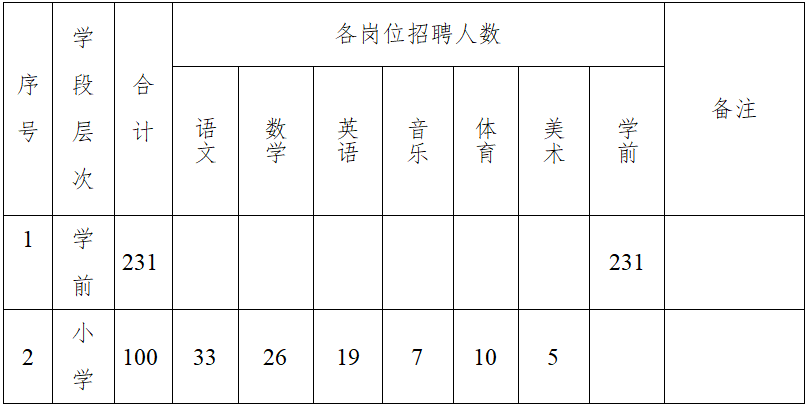 序号 学段层次 合计 各岗位招聘人数 备注
语文 数学 英语 音乐 体育 美术 学前
1 学前 231 231
2 小学 100 33 26 19 7 10 5